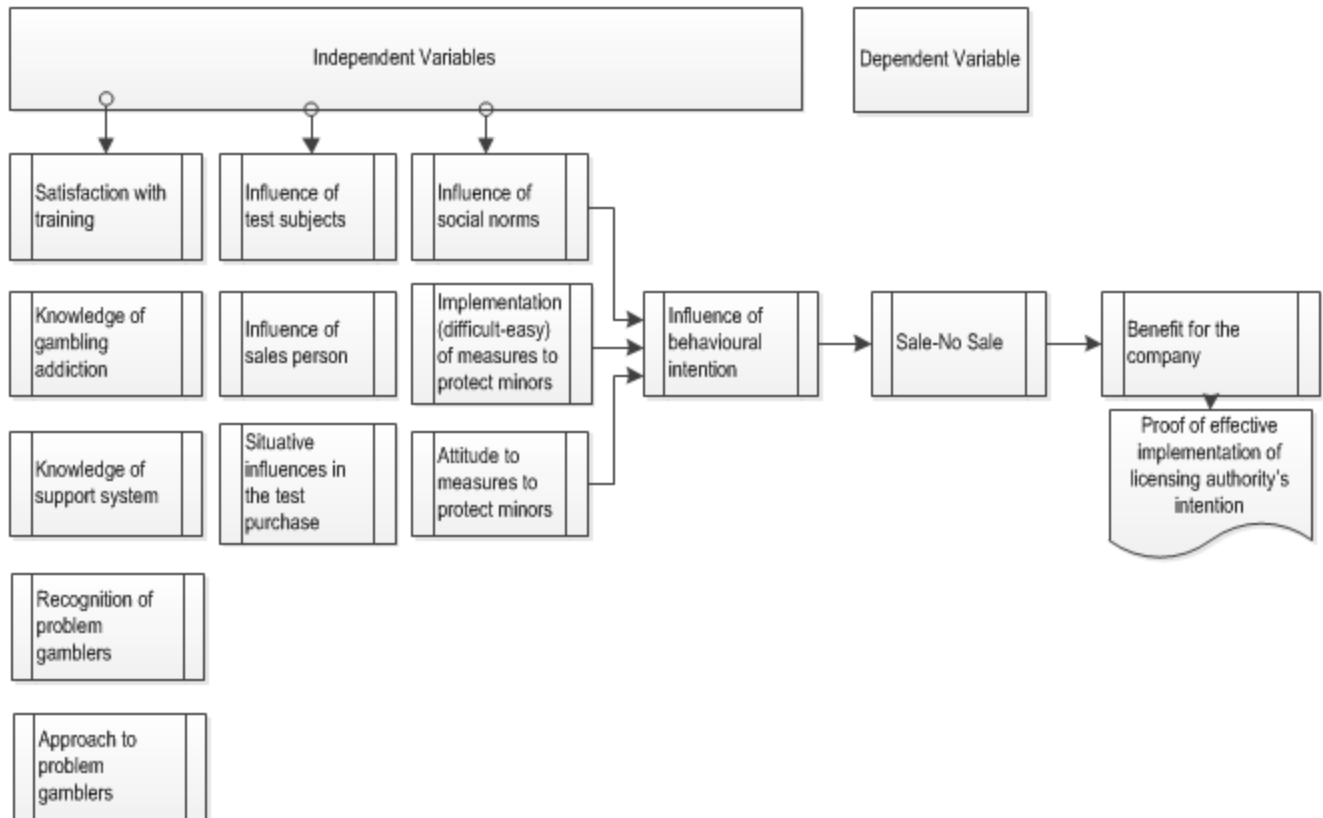 Independent Variables
Dependent Variable
Satisfaction with
training
Influence of
test subjects
Influence of
social norms
Knowledge of
gambling
addiction
Influence of
sales person
Implementation
(difficult-easy)
of measures to
protect minors
Influence of
behavioural
intention
Sale-No Sale
Benefit for the
company
Knowledge of
support system
Situative
influences in
the test
purchase
Attitude to
measures to
protect minors
Proof of effective
implementation of
licensing authority's
intention
Recognition of
problem
gamblers
Approach to
problem
gamblers